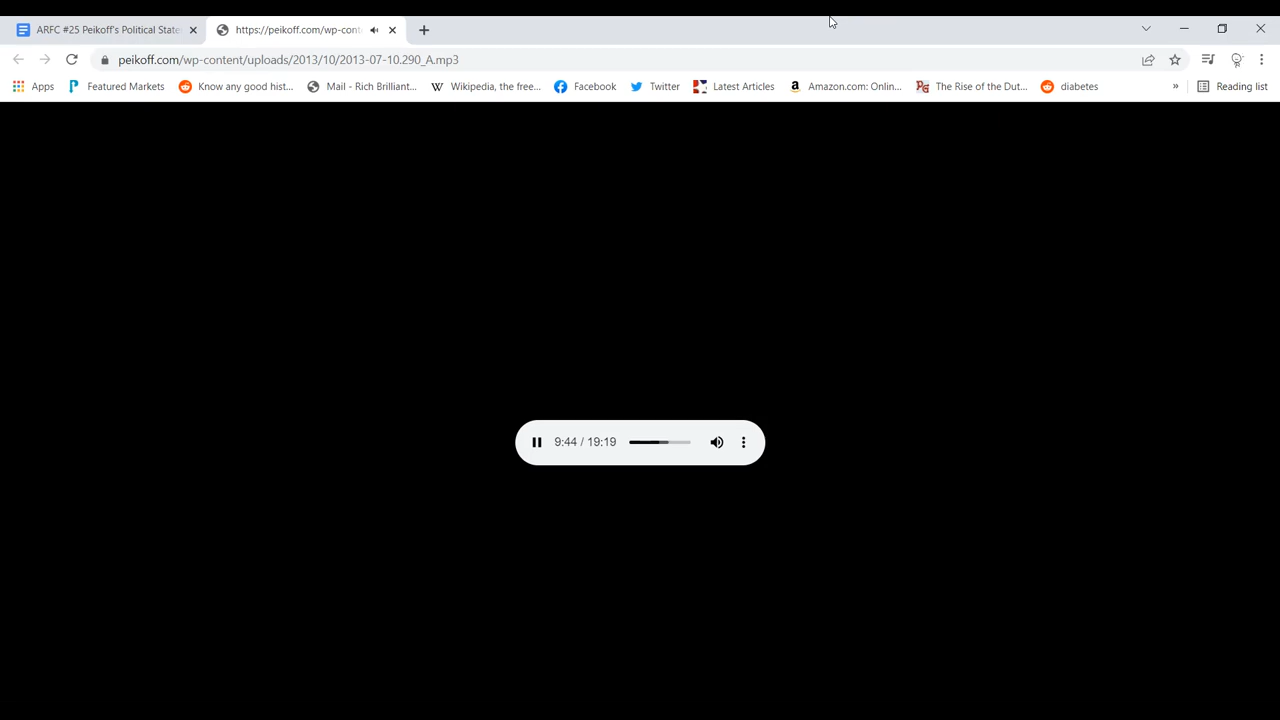 ARFC #25 Peikoff's Political State
https://peikoff.com/wp-cont
peikoff.com/wp-content/uploads/2013/10/2013-07-10.290_A.mp3
Apps Featured Markets Know any good hist... Mail - Rich Brilliant... Wikipedia, the free... Facebook Twitter Latest Articles Amazon.com: Onlin... The Rise of the Dut... diabetes » Reading list
9:44 / 19:19